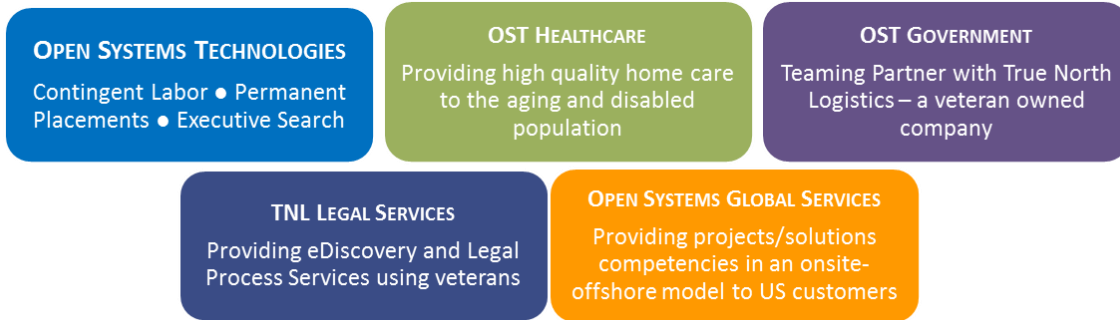 OPEN SYSTEMS TECHNOLOGIES
Contingent Labor ● Permanent
Placements ● Executive Search
OST HEALTHCARE
Providing high quality home care
to the aging and disabled
population
OST GOVERNMENT
Teaming Partner with True North
Logistics – a veteran owned
company
TNL LEGAL SERVICES
Providing eDiscovery and Legal
Process Services using veterans
OPEN SYSTEMS GLOBAL SERVICES
Providing projects/solutions
competencies in an onsite-
offshore model to US customers